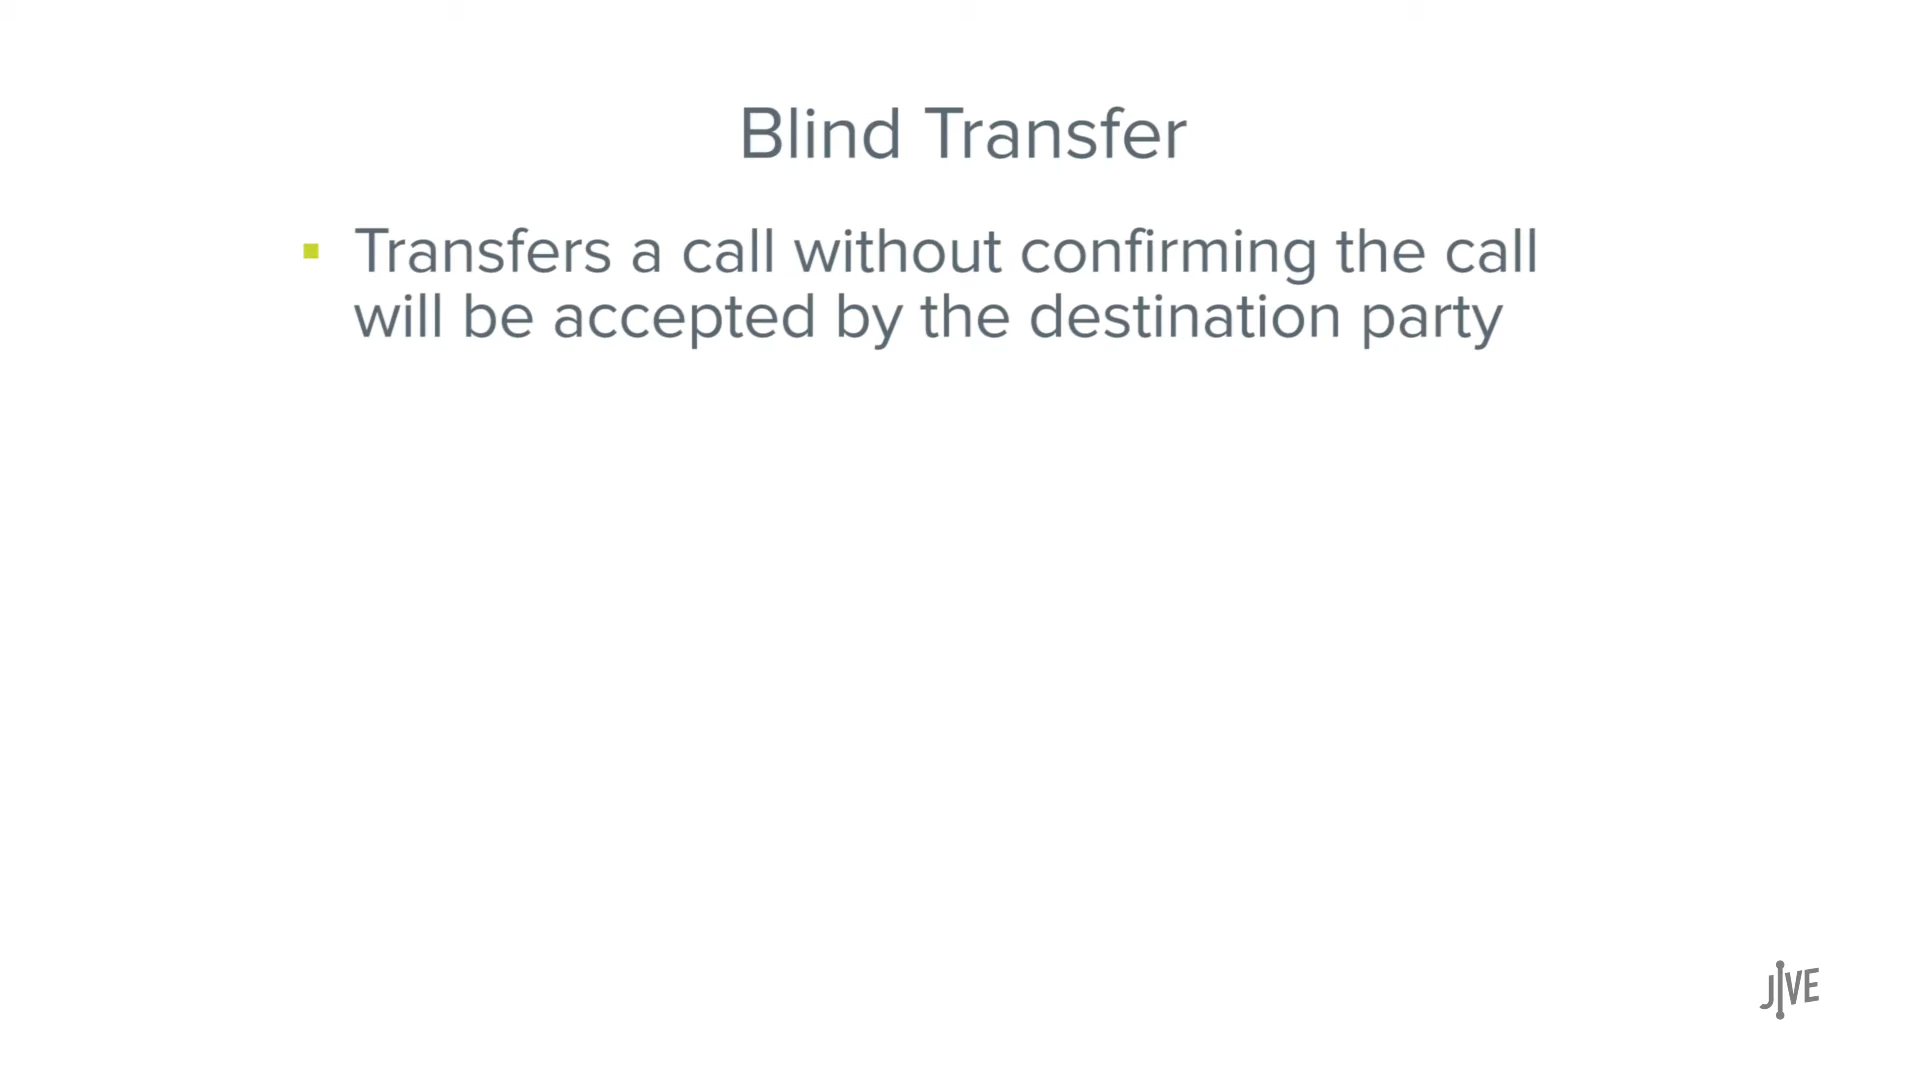 Blind Transfer
Transfers a call without confirming the call
will be accepted by the destination party
JIVE